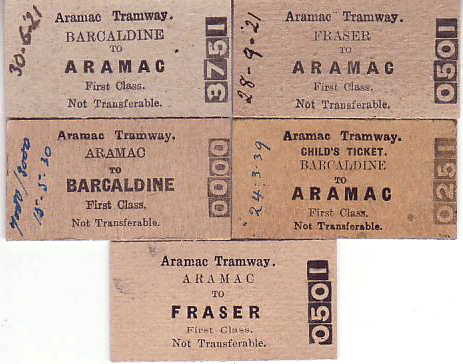 Aramac Tramway.
BARCALDINE
TO
ARAMAC
First Class.
Not Transferable.
3751
30-6-21
Aramac Tramway.
FRASER
TO
ARAMAC
First Class.
Not Transferable.
0501
28-9-'21
Aramac Tramway.
ARAMAC
TO
BARCALDINE
First Class.
Not Transferable.
0000
15.5.30
Aramac Tramway.
CHILD'S TICKET.
BARCALDINE
TO
ARAMAC
First Class.
Not Transferable.
0251
24:3:39
Aramac Tramway.
ARAMAC
TO
FRASER
First Class.
Not Transferable.
0501